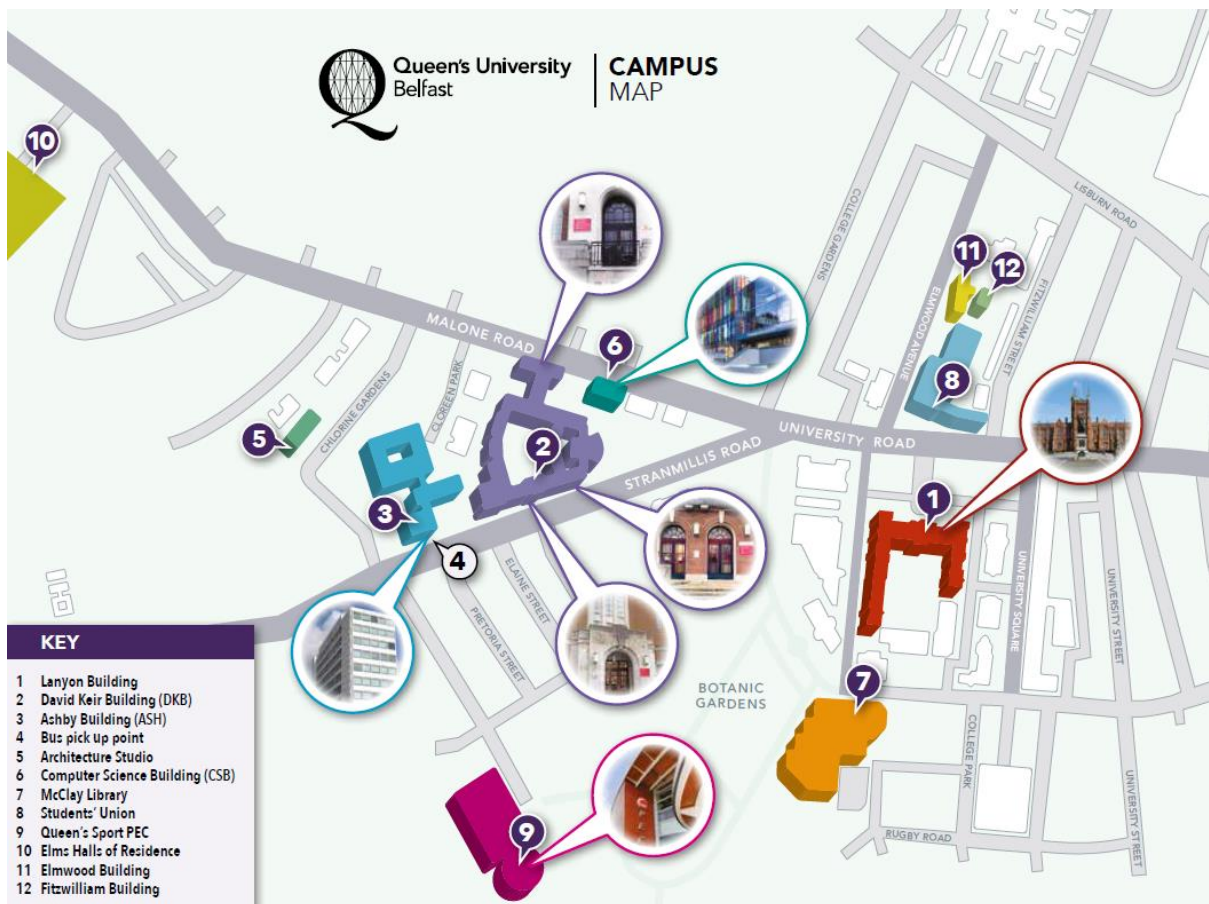 Queen's University
Belfast
CAMPUS
MAP
10
LISBURN ROAD
COLLEGE GARDENS
11
12
ELMWOOD AVENUE
FITZWILLIAM STREET
MALONE ROAD
6
8
CHLORINE GARDENS
CLOREEN PARK
5
UNIVERSITY ROAD
2
STRANMILLIS ROAD
1
3
4
ELAINE STREET
PRETORIA STREET
UNIVERSITY SQUARE
UNIVERSITY STREET
7
BOTANIC
GARDENS
COLLEGE PARK
UNIVERSITY STREET
RUGBY ROAD
9
KEY
1 Lanyon Building
2 David Keir Building (DKB)
3 Ashby Building (ASH)
4 Bus pick up point
5 Architecture Studio
6 Computer Science Building (CSB)
7 McClay Library
8 Students' Union
9 Queen's Sport PEC
10 Elms Halls of Residence
11 Elmwood Building
12 Fitzwilliam Building